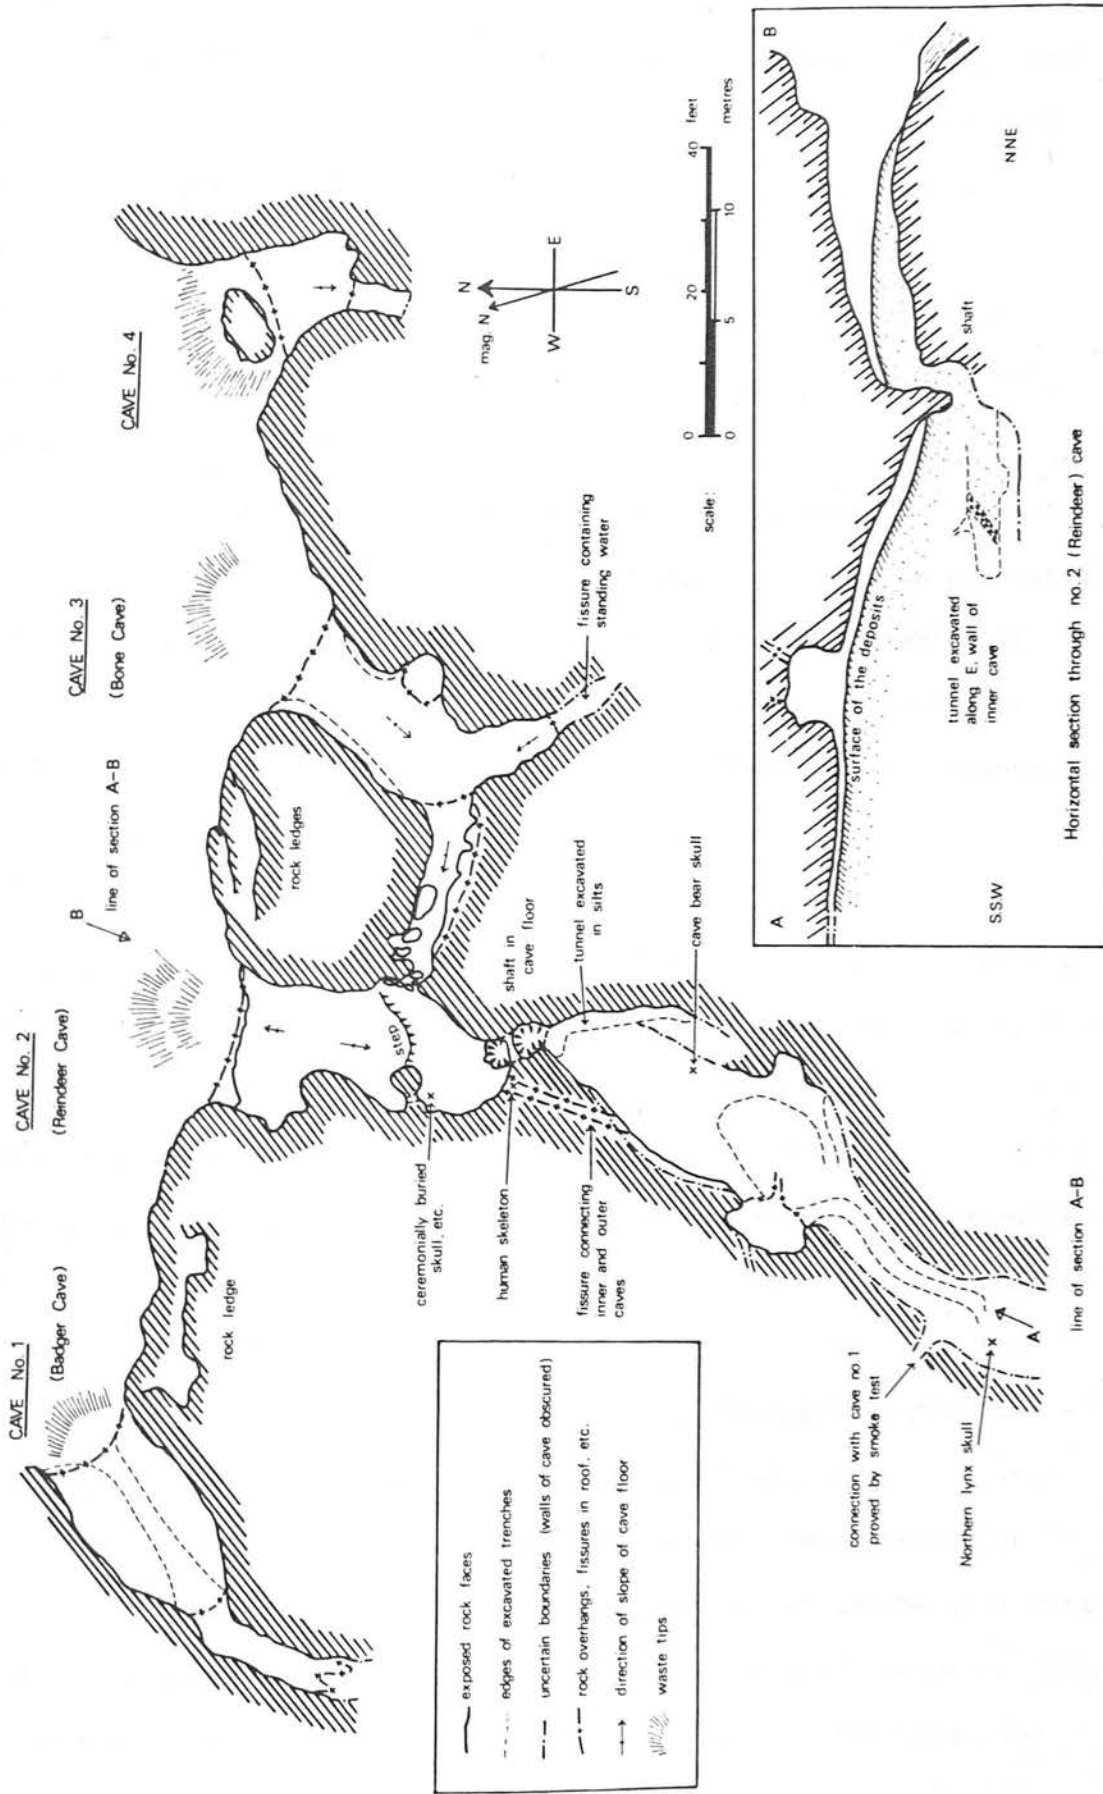 CAVE No. 1
(Badger Cave)
CAVE No. 2
(Reindeer Cave)
B
line of section A–B
CAVE No. 3
(Bone Cave)
CAVE No. 4
rock ledge
rock ledges
step
ceremonially buried
skull, etc.
human skeleton
fissure connecting
inner and outer
caves
shaft in
cave floor
tunnel excavated
in silts
cave bear skull
fissure containing
standing water
mag. N
N
W
E
S
scale:
0
20
40
feet
0
5
10
metres
connection with cave no.1
proved by smoke test
Northern lynx skull
A
line of section A–B
exposed rock faces
edges of excavated trenches
uncertain boundaries (walls of cave obscured)
rock overhangs, fissures in roof, etc.
direction of slope of cave floor
waste tips
A
B
surface of the deposits
shaft
tunnel excavated
along E. wall of
inner cave
S.S.W
NNE
Horizontal section through no. 2 (Reindeer) cave